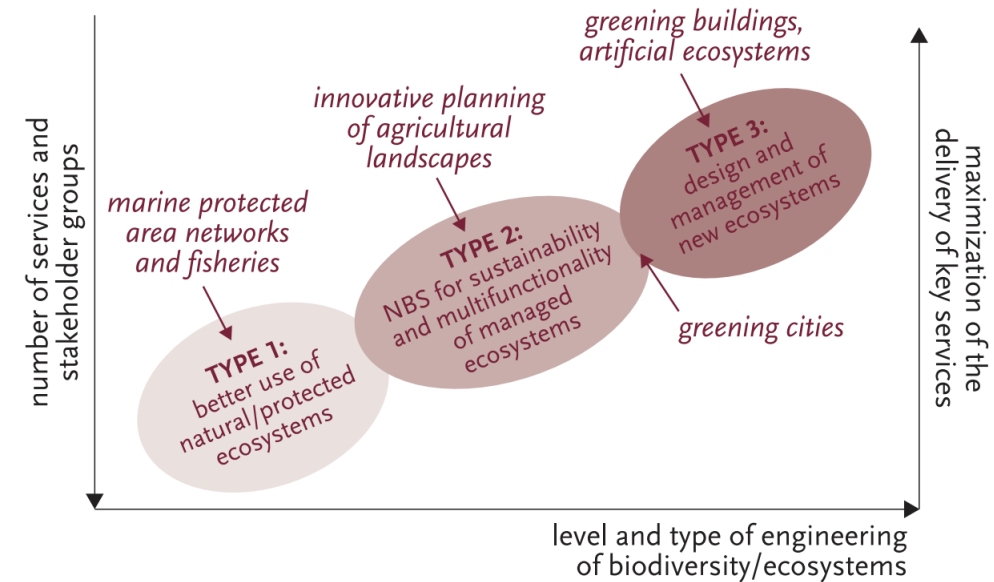 greening buildings,
artificial ecosystems
innovative planning
of agricultural
landscapes
marine protected
area networks
and fisheries
TYPE 3:
design and
management of
new ecosystems
TYPE 2:
NBS for sustainability
and multifunctionality
of managed
ecosystems
greening cities
TYPE 1:
better use of
natural/protected
ecosystems
number of services and
stakeholder groups
maximization of the
delivery of key services
level and type of engineering
of biodiversity/ecosystems